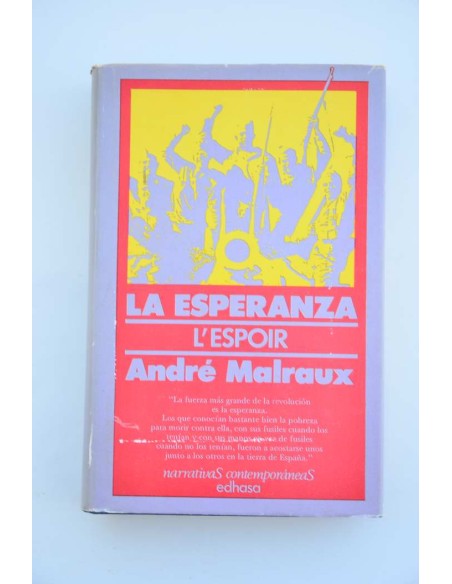 LA ESPERANZA
L'ESPOIR
André Malraux
"La fuerza más grande de la revolución
es la esperanza.
Los que conocían bastante bien la pobreza
para morir contra ella, con sus fusiles cuando los
tenían y con sus manos de fusiles
cuando no los tenían, fueron a acostarse unos
junto a los otros en la tierra de España."
narrativaS contemporáneaS
edhasa